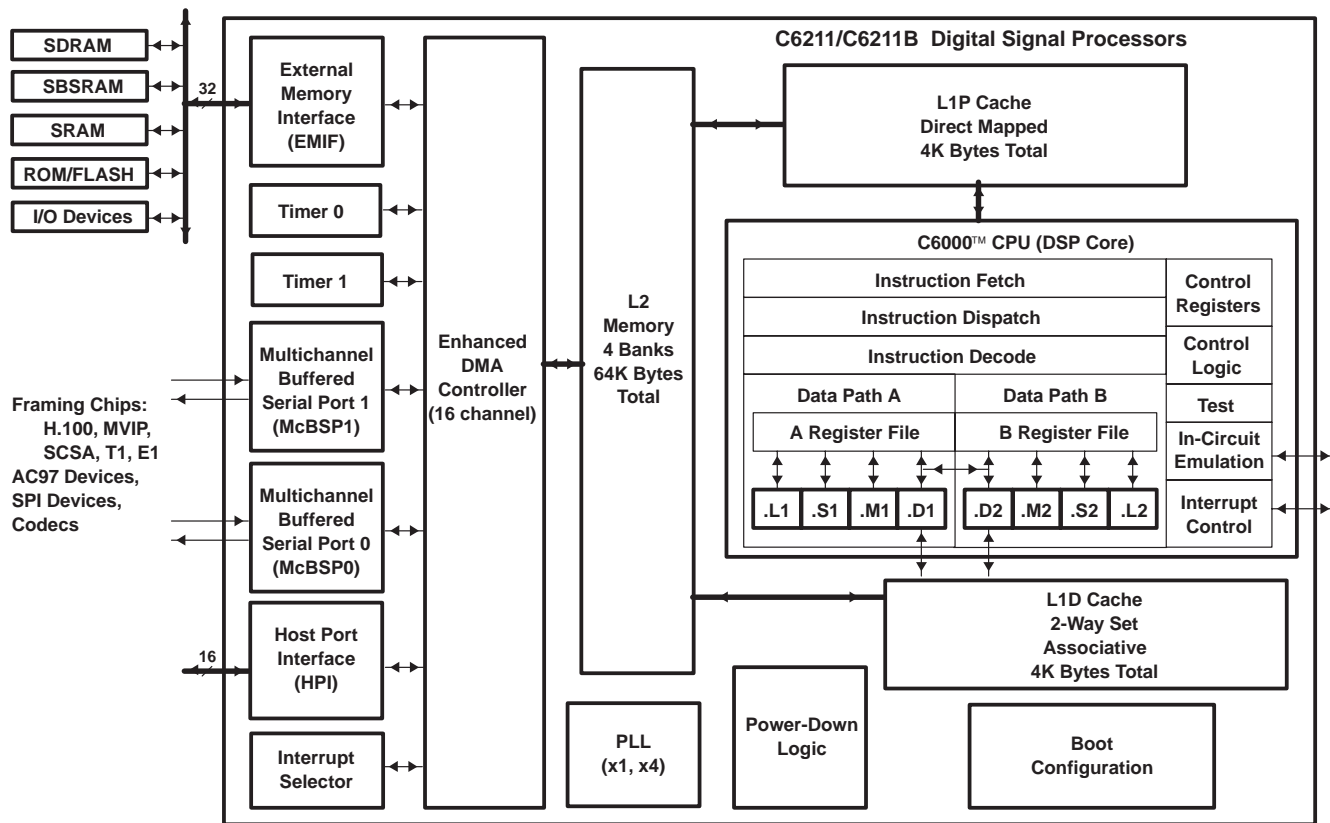 C6211/C6211B Digital Signal Processors
SDRAM
SBSRAM
SRAM
ROM/FLASH
I/O Devices
32
External
Memory
Interface
(EMIF)
Timer 0
Timer 1
Multichannel
Buffered
Serial Port 1
(McBSP1)
Framing Chips:
H.100, MVIP,
SCSA, T1, E1
AC97 Devices,
SPI Devices,
Codecs
Multichannel
Buffered
Serial Port 0
(McBSP0)
16
Host Port
Interface
(HPI)
Interrupt
Selector
Enhanced
DMA
Controller
(16 channel)
L2
Memory
4 Banks
64K Bytes
Total
L1P Cache
Direct Mapped
4K Bytes Total
C6000™ CPU (DSP Core)
Instruction Fetch
Instruction Dispatch
Instruction Decode
Data Path A
Data Path B
A Register File
B Register File
.L1
.S1
.M1
.D1
.D2
.M2
.S2
.L2
Control
Registers
Control
Logic
Test
In-Circuit
Emulation
Interrupt
Control
L1D Cache
2-Way Set
Associative
4K Bytes Total
PLL
(x1, x4)
Power-Down
Logic
Boot
Configuration